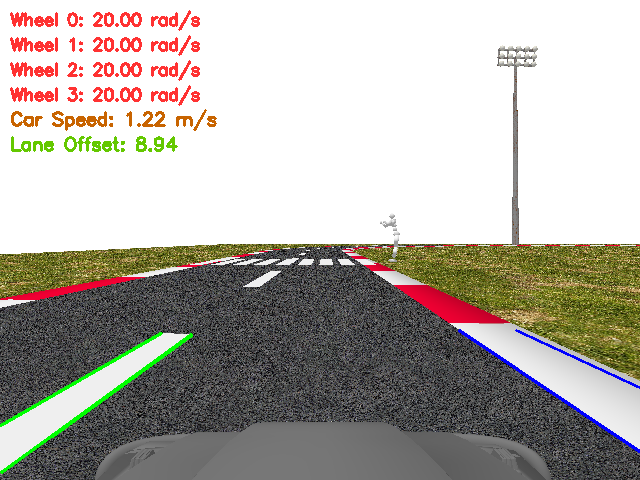 Wheel 0: 20.00 rad/s
Wheel 1: 20.00 rad/s
Wheel 2: 20.00 rad/s
Wheel 3: 20.00 rad/s
Car Speed: 1.22 m/s
Lane Offset: 8.94